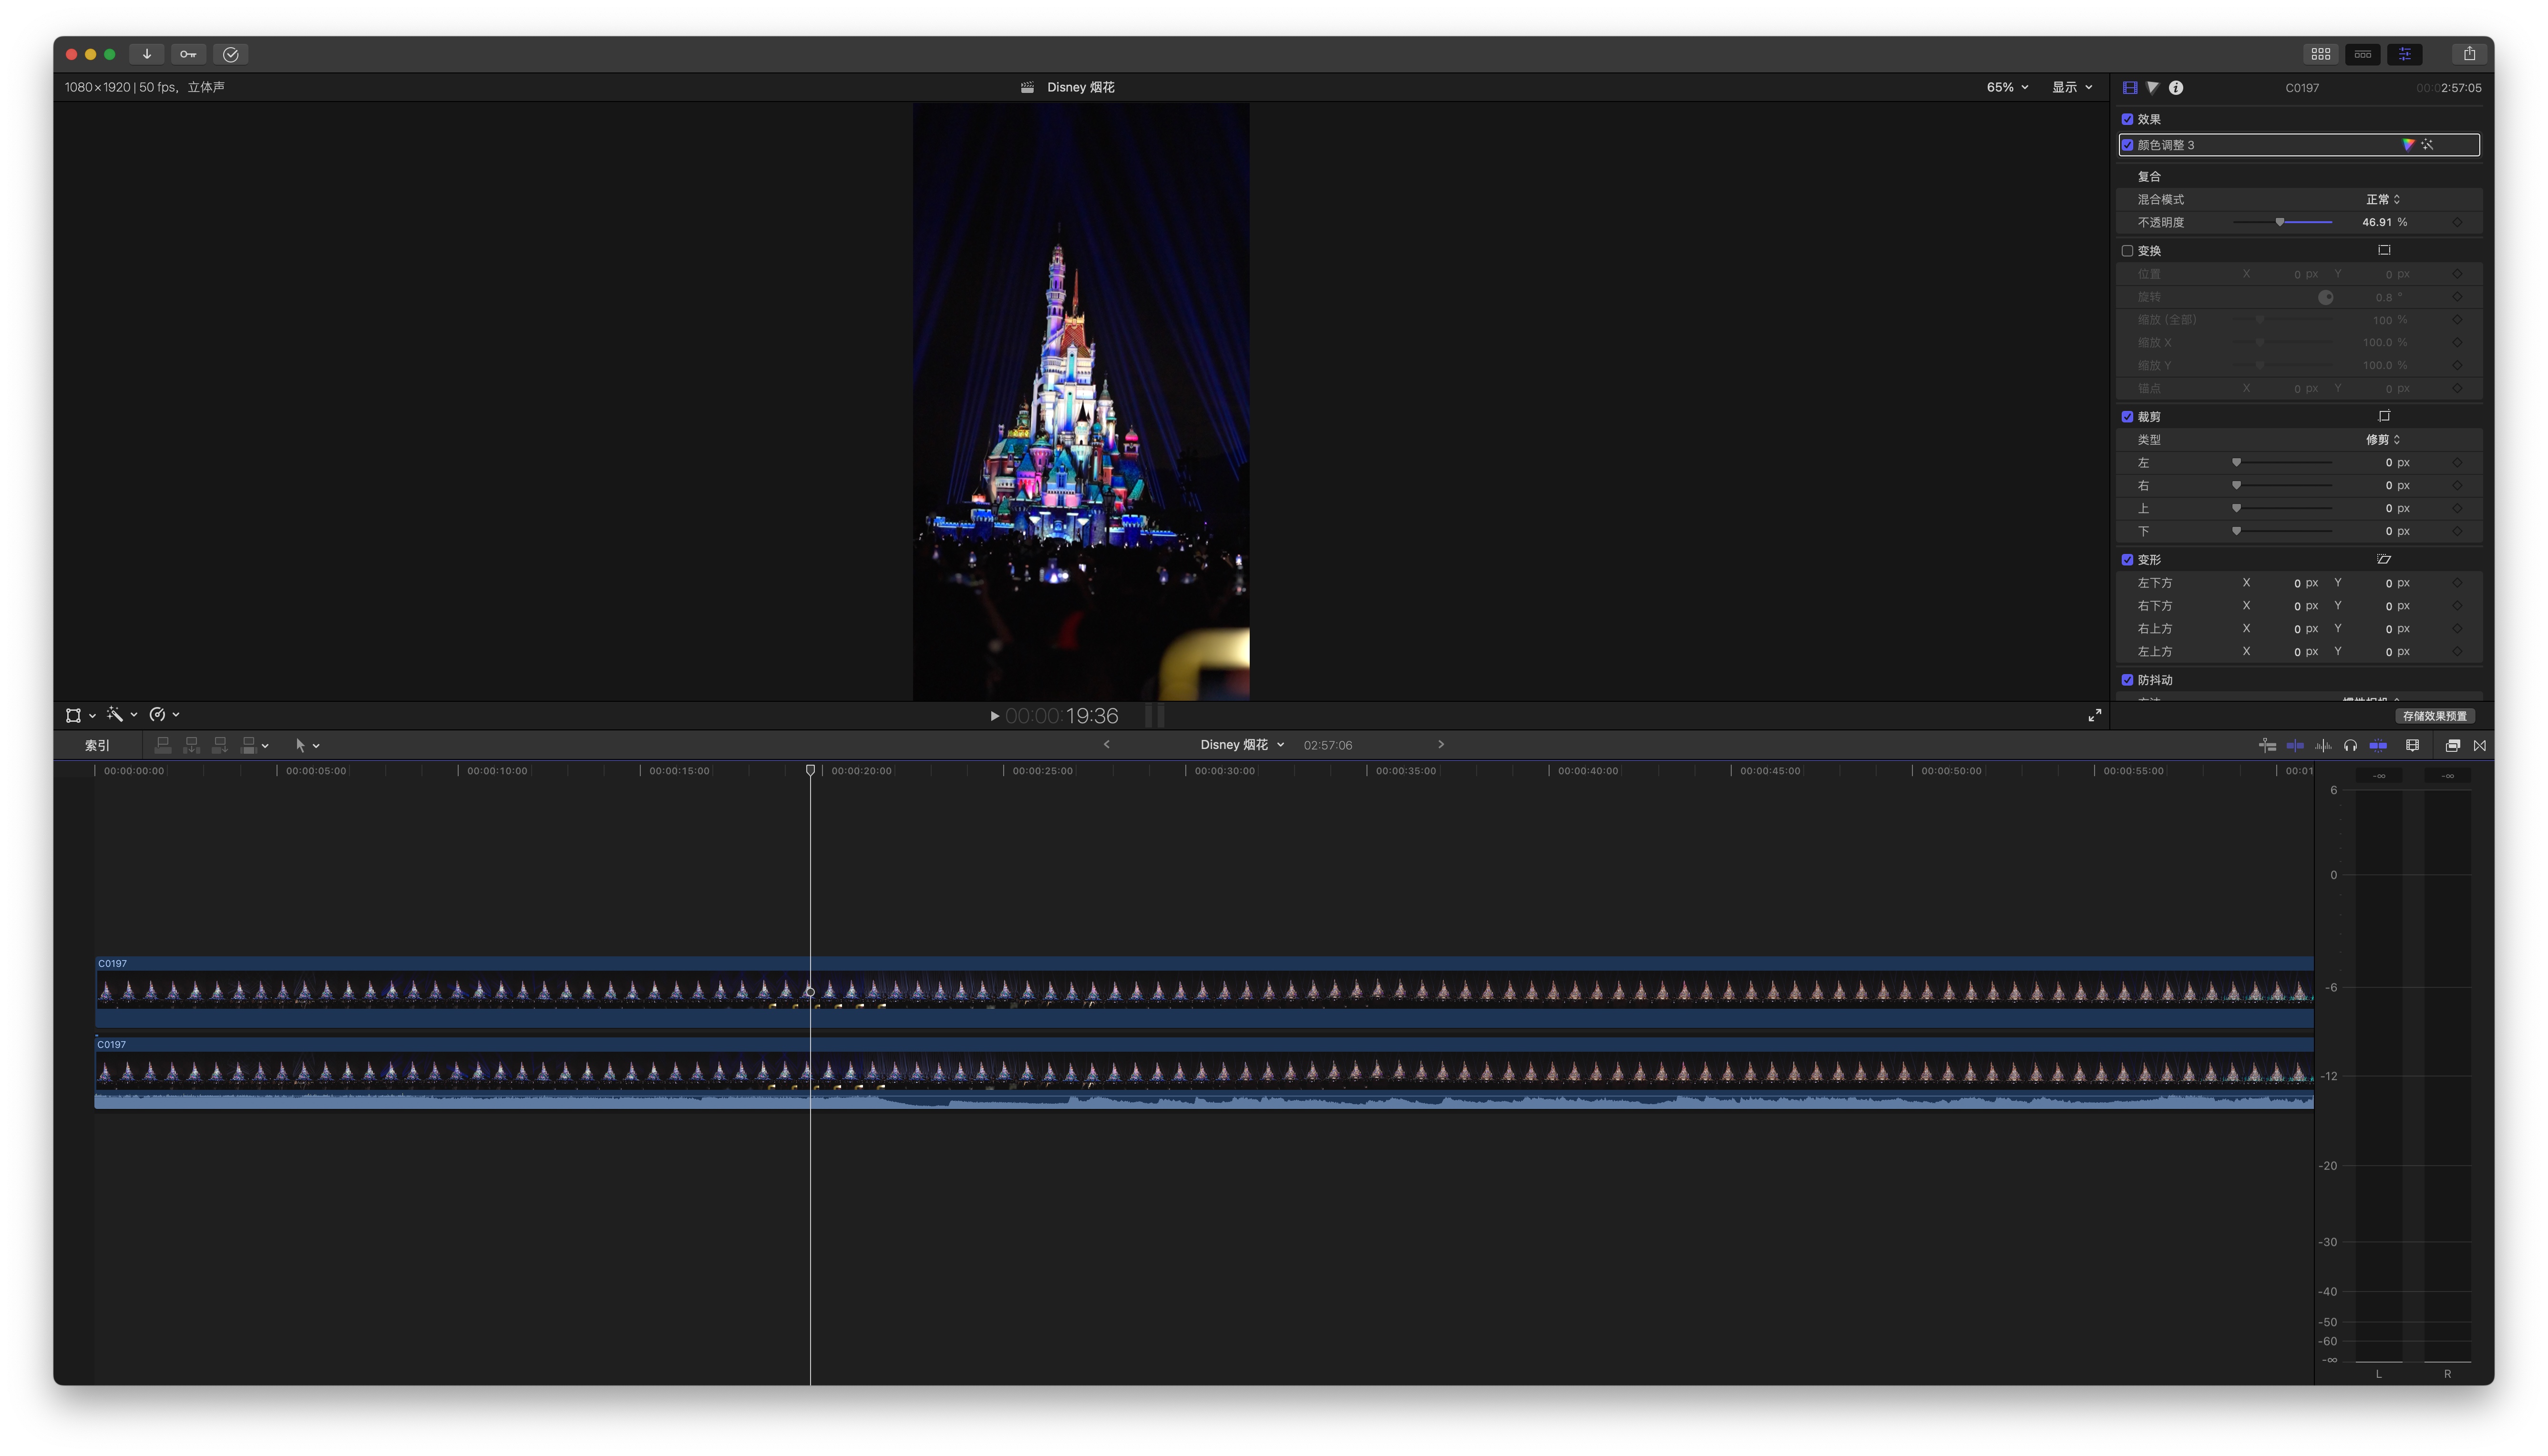 1080×1920 | 50 fps, 立体声
Disney 烟花
65%
显示
C0197
00:02:57:05
效果
颜色调整 3
复合
混合模式 正常
不透明度 46.91 %
变换
位置 X 0 px Y 0 px
旋转 0.8 °
缩放 (全部) 100 %
缩放 X 100.0 %
缩放 Y 100.0 %
锚点 X 0 px Y 0 px
裁剪
类型 修剪
左 0 px
右 0 px
上 0 px
下 0 px
变形
左下方 X 0 px Y 0 px
右下方 X 0 px Y 0 px
右上方 X 0 px Y 0 px
左上方 X 0 px Y 0 px
防抖动
00:00:19:36
存储效果预置
索引
Disney 烟花
02:57:06
00:00:00:00 00:00:05:00 00:00:10:00 00:00:15:00 00:00:20:00 00:00:25:00 00:00:30:00 00:00:35:00 00:00:40:00 00:00:45:00 00:00:50:00 00:00:55:00 00:01
C0197
C0197
-∞ -∞
6
0
-6
-12
-20
-30
-40
-50
-60
-∞
L R